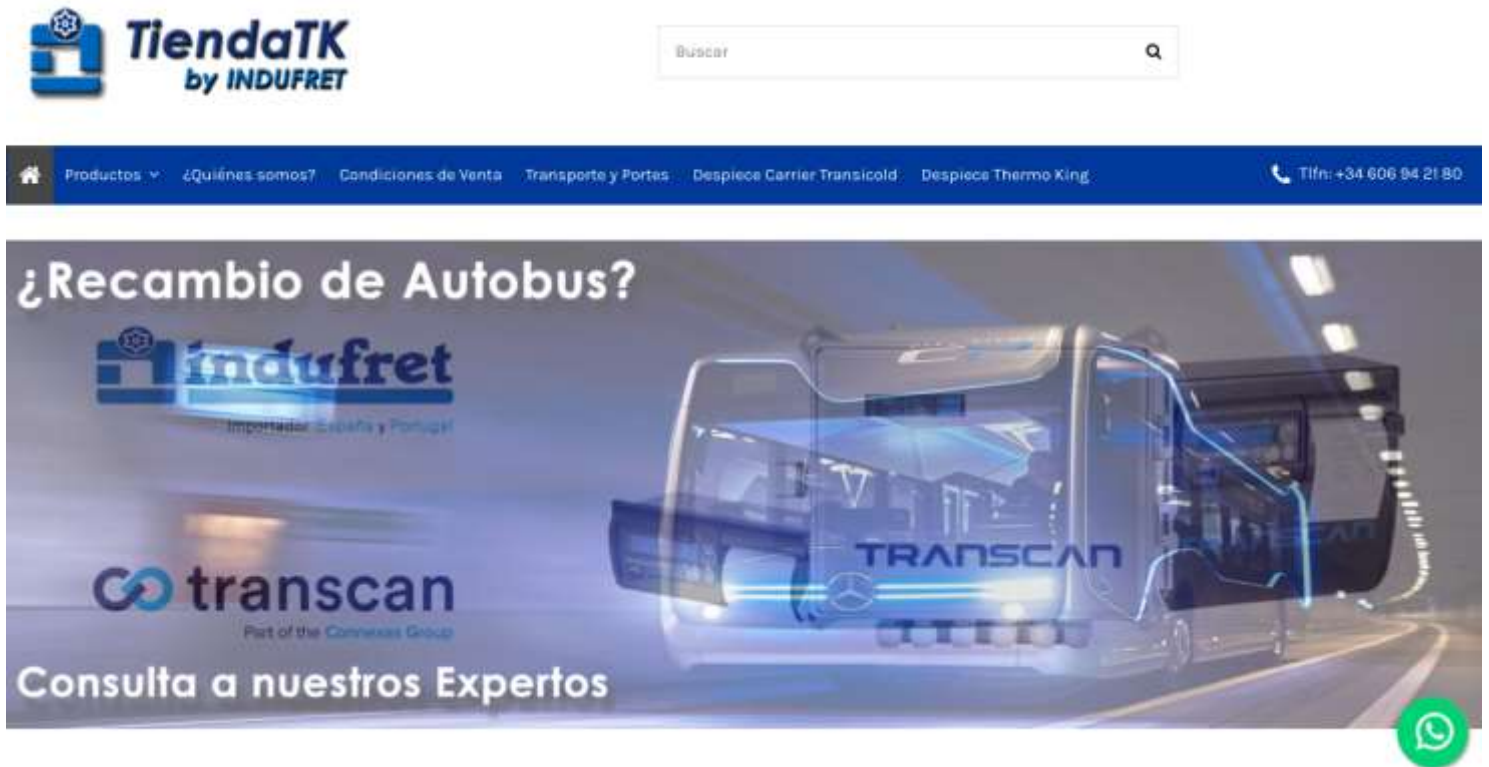 TiendaTK
by INDUFRET
Buscar
Productos
¿Quiénes somos?
Condiciones de Venta
Transporte y Portes
Despiece Carrier Transicold
Despiece Thermo King
Tlfn: +34 606 94 21 80
¿Recambio de Autobus?
indufret
Importador España y Portugal
TRANSCAN
transcan
Part of the Connexas Group
Consulta a nuestros Expertos